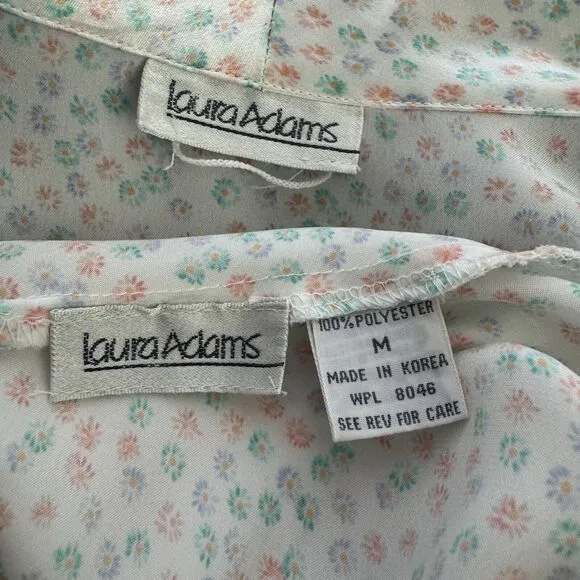 Laura Adams
Laura Adams
100% POLYESTER
M
MADE IN KOREA
WPL 8046
SEE REV FOR CARE